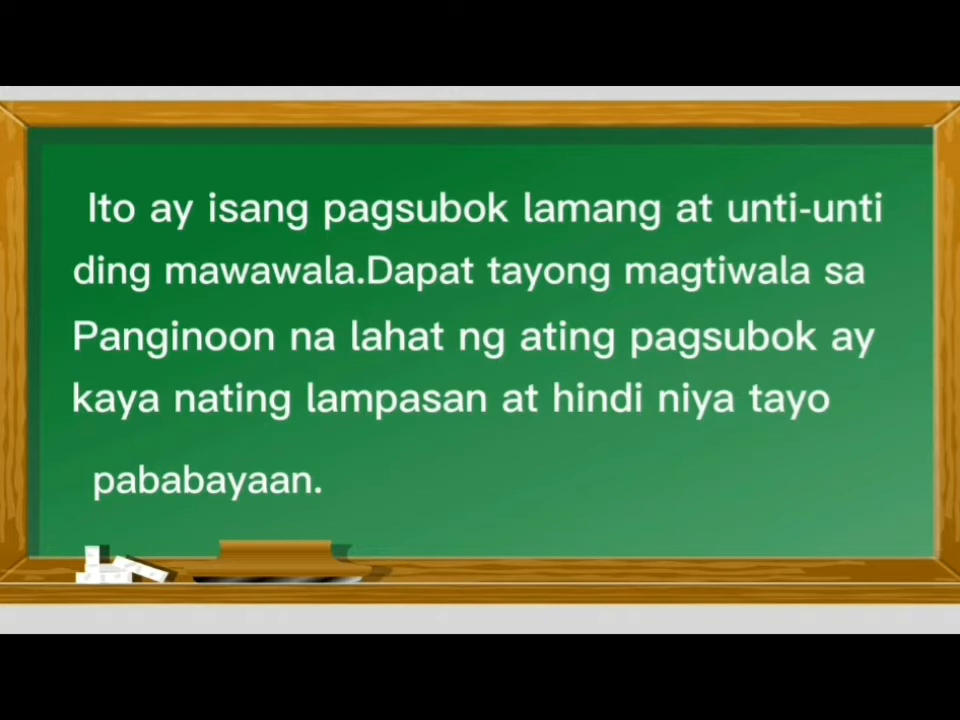 Ito ay isang pagsubok lamang at unti-unti
ding mawawala.Dapat tayong magtiwala sa
Panginoon na lahat ng ating pagsubok ay
kaya nating lampasan at hindi niya tayo
pababayaan.